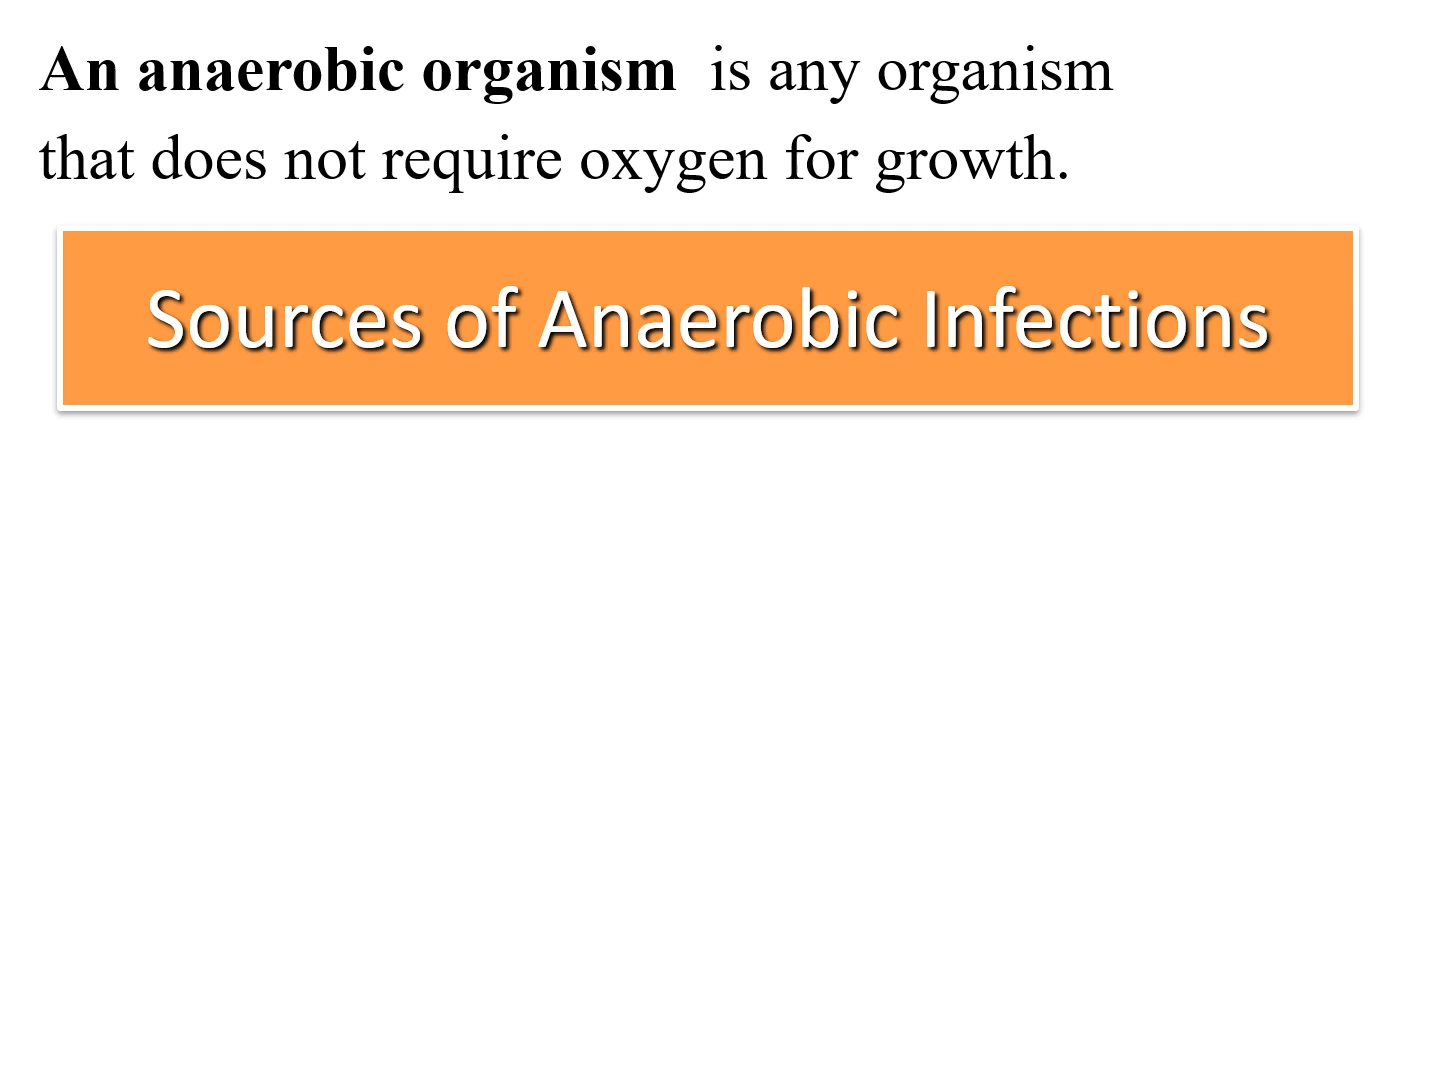 An anaerobic organism  is any organism
that does not require oxygen for growth.
Sources of Anaerobic Infections